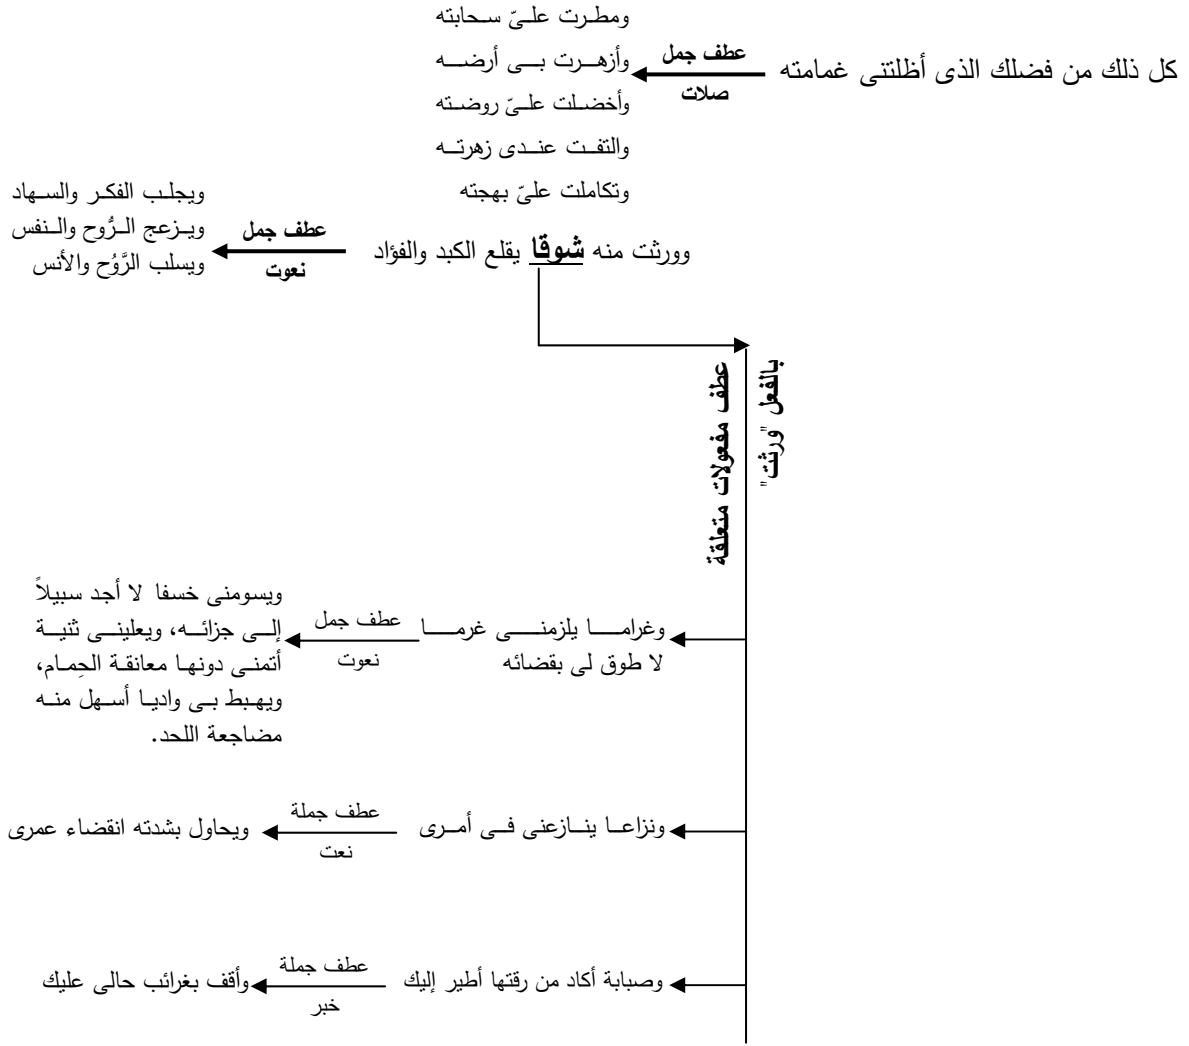 كل ذلك من فضلك الذى أظلتنى غمامته
عطف جمل
صلات
ومطرت علىّ سحابته
وأزهرت بى أرضه
وأخضلت علىّ روضته
والتفت عندى زهرته
وتكاملت علىّ بهجته
وورثت منه شوقا يقلع الكبد والفؤاد
عطف جمل
نعوت
ويجلب الفكر والسهاد
ويزعج الرُّوح والنفس
ويسلب الرَّوُح والأنس
عطف مفعولات متعلقة
بالفعل "ورثت"
وغراما يلزمنى غرما
لا طوق لى بقضائه
عطف جمل
نعوت
ويسومنى خسفا لا أجد سبيلاً
إلى جزائه، ويعلينى ثنية
أتمنى دونها معانقة الحِمام،
ويهبط بى واديا أسهل منه
مضاجعة اللحد.
ونزاعا ينازعنى فى أمرى
عطف جملة
نعت
ويحاول بشدته انقضاء عمرى
وصبابة أكاد من رقتها أطير إليك
عطف جملة
خبر
وأقف بغرائب حالى عليك